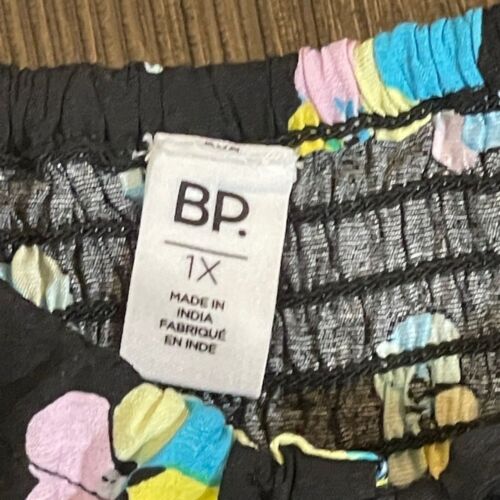 BP.
1X
MADE IN
INDIA
FABRIQUÉ
EN INDE